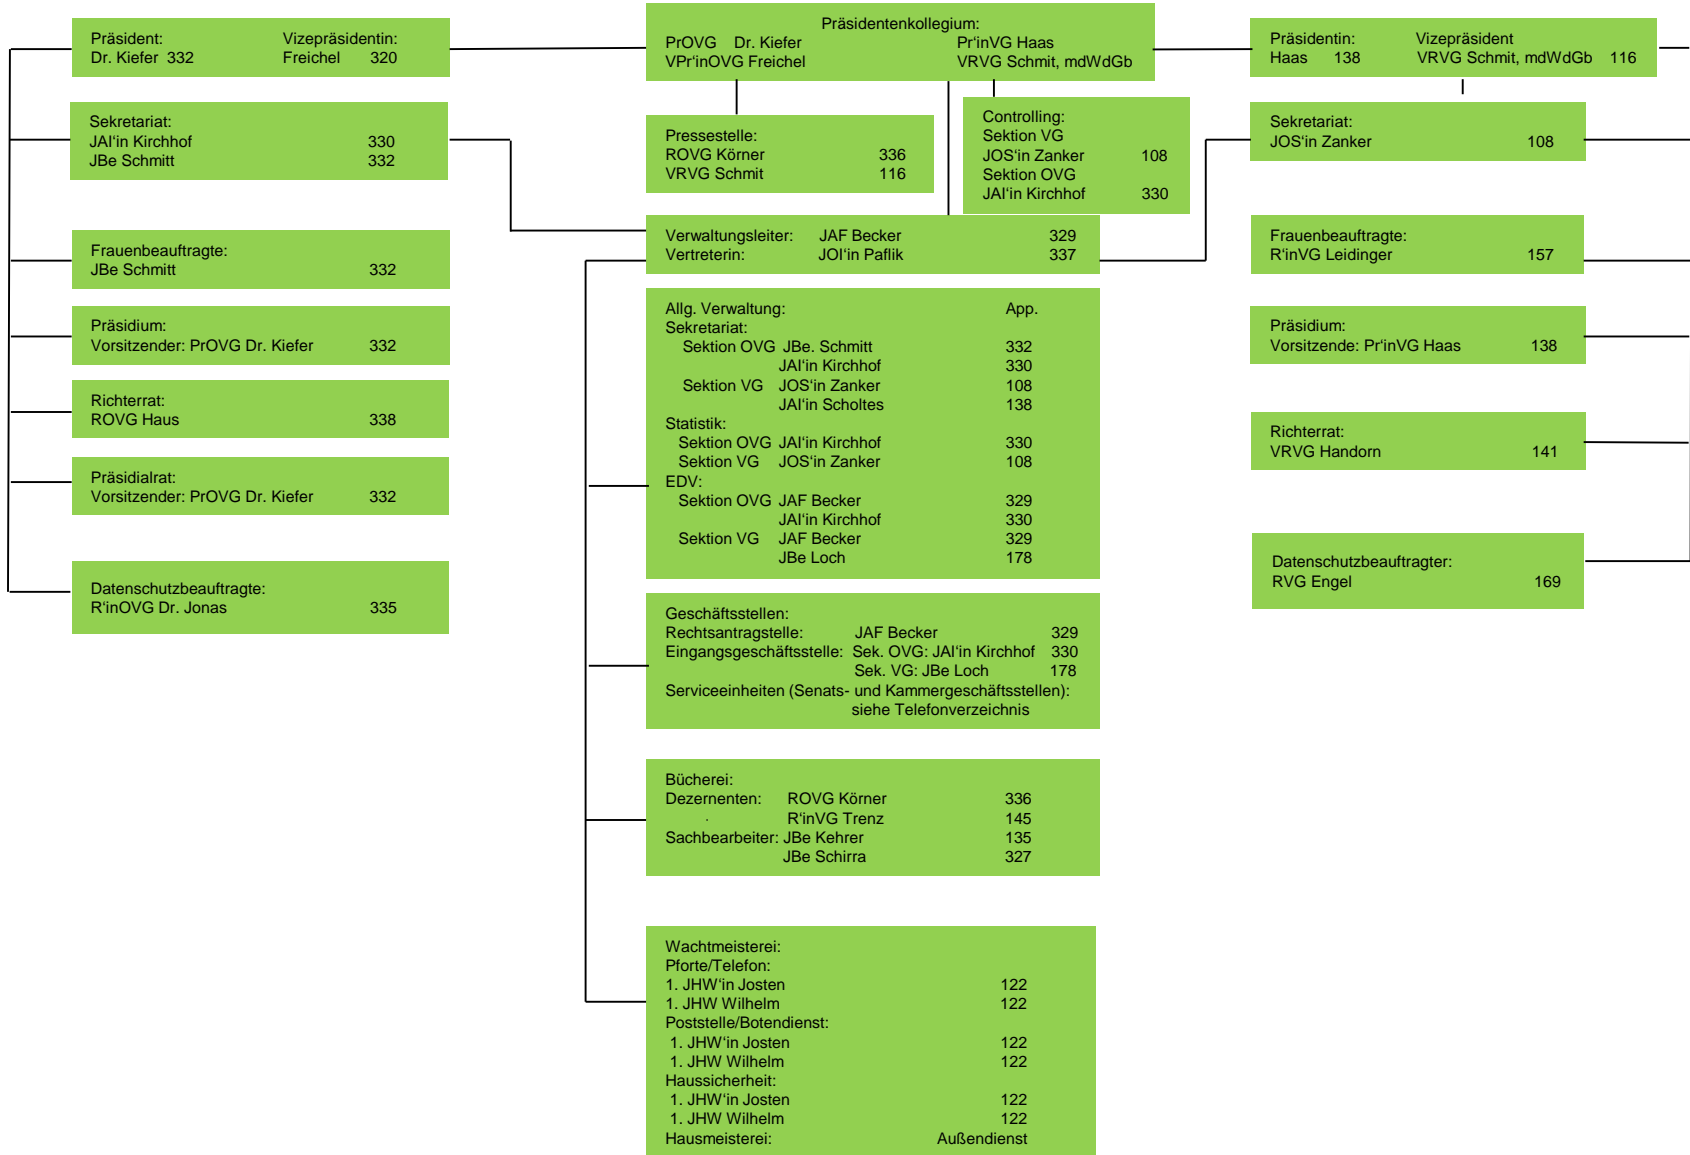 Präsident: Vizepräsidentin:
Dr. Kiefer 332 Freichel 320
Sekretariat:
JAI‘in Kirchhof 330
JBe Schmitt 332
Frauenbeauftragte:
JBe Schmitt 332
Präsidium:
Vorsitzender: PrOVG Dr. Kiefer 332
Richterrat:
ROVG Haus 338
Präsidialrat:
Vorsitzender: PrOVG Dr. Kiefer 332
Datenschutzbeauftragte:
R‘inOVG Dr. Jonas 335
Präsidentenkollegium:
PrOVG Dr. Kiefer Pr‘inVG Haas
VPr‘inOVG Freichel VRVG Schmit, mdWdGb
Pressestelle:
ROVG Körner 336
VRVG Schmit 116
Controlling:
Sektion VG
JOS‘in Zanker 108
Sektion OVG
JAI‘in Kirchhof 330
Verwaltungsleiter: JAF Becker 329
Vertreterin: JOI‘in Paflik 337
Allg. Verwaltung: App.
Sekretariat:
Sektion OVG JBe. Schmitt 332
JAI‘in Kirchhof 330
Sektion VG JOS‘in Zanker 108
JAI‘in Scholtes 138
Statistik:
Sektion OVG JAI‘in Kirchhof 330
Sektion VG JOS‘in Zanker 108
EDV:
Sektion OVG JAF Becker 329
JAI‘in Kirchhof 330
Sektion VG JAF Becker 329
JBe Loch 178
Geschäftsstellen:
Rechtsantragstelle: JAF Becker 329
Eingangsgeschäftsstelle: Sek. OVG: JAI‘in Kirchhof 330
Sek. VG: JBe Loch 178
Serviceeinheiten (Senats- und Kammergeschäftsstellen):
siehe Telefonverzeichnis
Bücherei:
Dezernenten: ROVG Körner 336
. R‘inVG Trenz 145
Sachbearbeiter: JBe Kehrer 135
JBe Schirra 327
Wachtmeisterei:
Pforte/Telefon:
1. JHW‘in Josten 122
1. JHW Wilhelm 122
Poststelle/Botendienst:
1. JHW‘in Josten 122
1. JHW Wilhelm 122
Haussicherheit:
1. JHW‘in Josten 122
1. JHW Wilhelm 122
Hausmeisterei: Außendienst
Präsidentin: Vizepräsident
Haas 138 VRVG Schmit, mdWdGb 116
Sekretariat:
JOS‘in Zanker 108
Frauenbeauftragte:
R‘inVG Leidinger 157
Präsidium:
Vorsitzende: Pr‘inVG Haas 138
Richterrat:
VRVG Handorn 141
Datenschutzbeauftragter:
RVG Engel 169